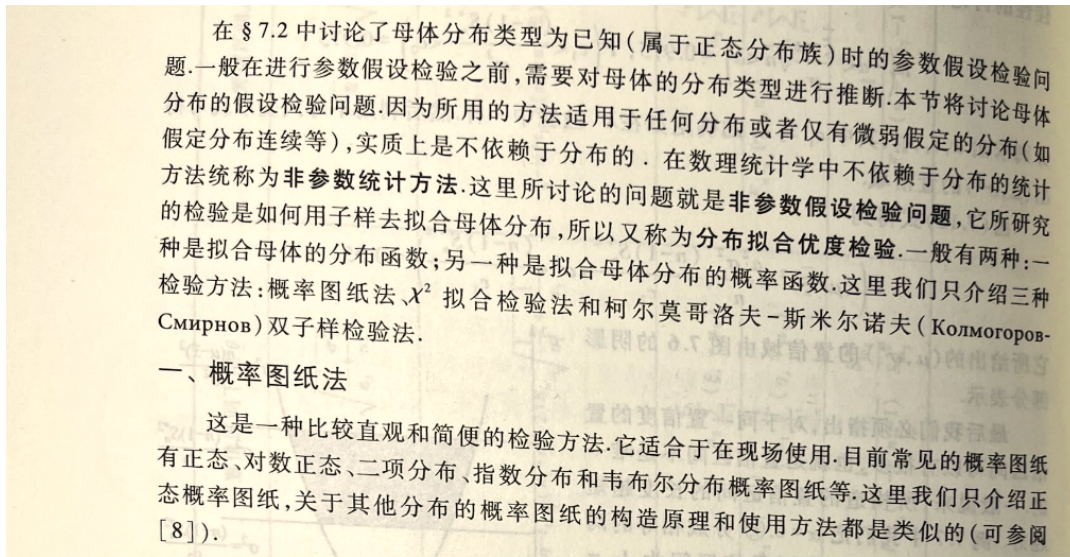 在§7.2中讨论了母体分布类型为已知(属于正态分布族)时的参数假设检验问
题.一般在进行参数假设检验之前,需要对母体的分布类型进行推断.本节将讨论母体
分布的假设检验问题.因为所用的方法适用于任何分布或者仅有微弱假定的分布(如
假定分布连续等),实质上是不依赖于分布的.在数理统计学中不依赖于分布的统计
方法统称为非参数统计方法.这里所讨论的问题就是非参数假设检验问题,它所研究
的检验是如何用子样去拟合母体分布,所以又称为分布拟合优度检验.一般有两种:一
种是拟合母体的分布函数;另一种是拟合母体分布的概率函数.这里我们只介绍三种
检验方法:概率图纸法、χ² 拟合检验法和柯尔莫哥洛夫-斯米尔诺夫(Колмогоров-
Смирнов)双子样检验法.
一、概率图纸法
这是一种比较直观和简便的检验方法.它适合于在现场使用.目前常见的概率图纸
有正态、对数正态、二项分布、指数分布和韦布尔分布概率图纸等.这里我们只介绍正
态概率图纸,关于其他分布的概率图纸的构造原理和使用方法都是类似的(可参阅
[8]).